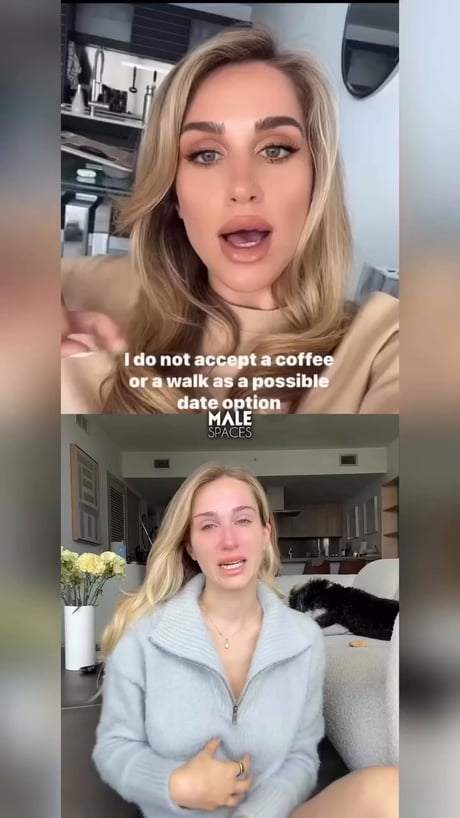 I do not accept a coffee
or a walk as a possible
date option
MALE
SPACES